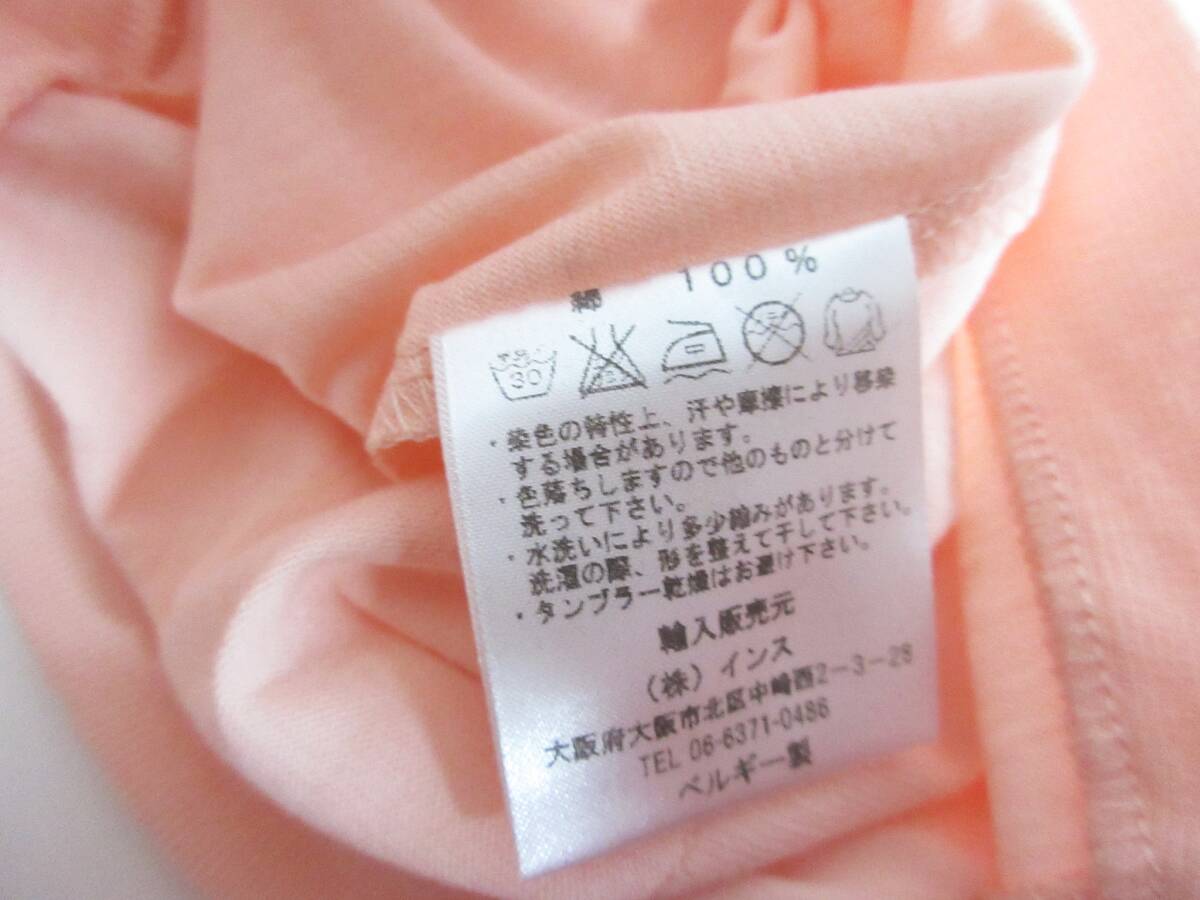 綿 100%
30
・染色の特性上、汗や摩擦により移染
する場合があります。
・色落ちしますので他のものと分けて
洗って下さい。
・水洗いにより多少縮みがあります。
洗濯の際、形を整えて干して下さい。
・タンブラー乾燥はお避け下さい。
輸入販売元
(株)インス
大阪府大阪市北区中崎西2-3-28
TEL 06-6371-0486
ベルギー製